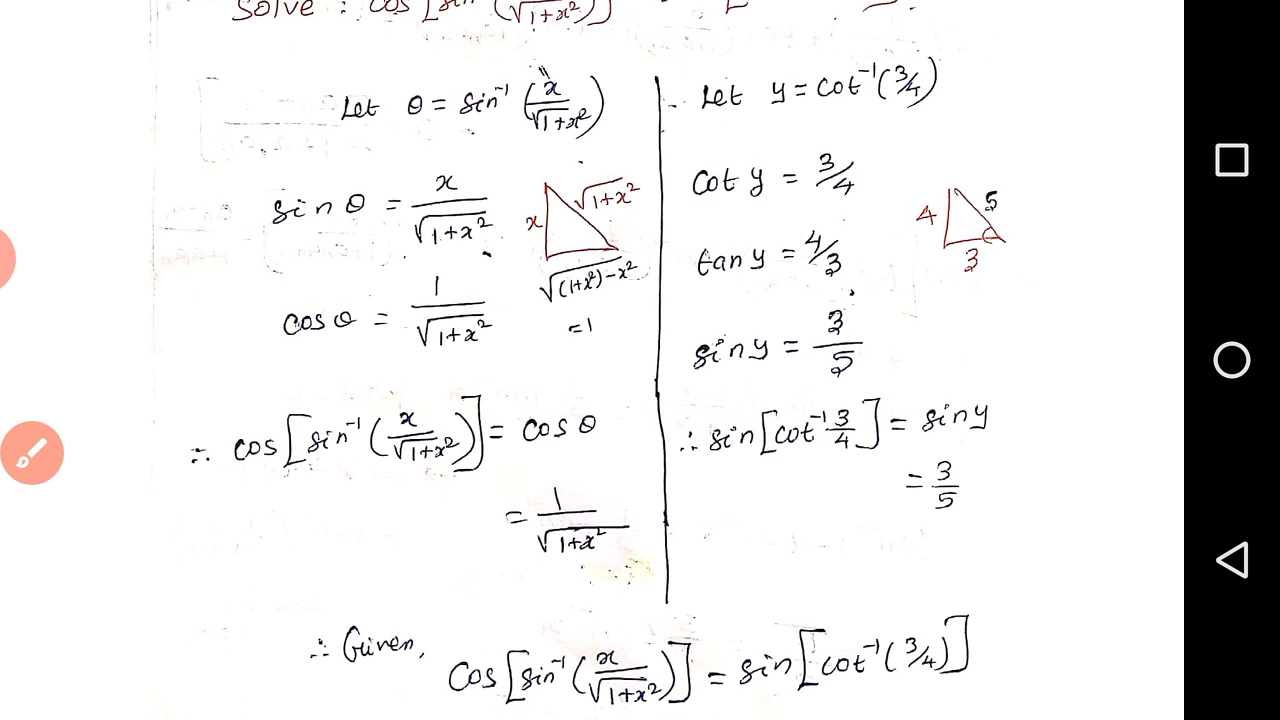 Solve : cos[sin⁻¹(x/√1+x²)]
Let θ = sin⁻¹(x/√1+x²)
sinθ = x/√1+x²
x √1+x²
√(1+x²)-x²
=1
cosθ = 1/√1+x²
∴ cos[sin⁻¹(x/√1+x²)] = cosθ
= 1/√1+x²
Let y = cot⁻¹(3/4)
cot y = 3/4
4 5
3
tan y = 4/3
sin y = 3/5
∴ sin[cot⁻¹ 3/4] = sin y
= 3/5
∴ Given,
Cos[sin⁻¹(x/√1+x²)] = sin[cot⁻¹(3/4)]